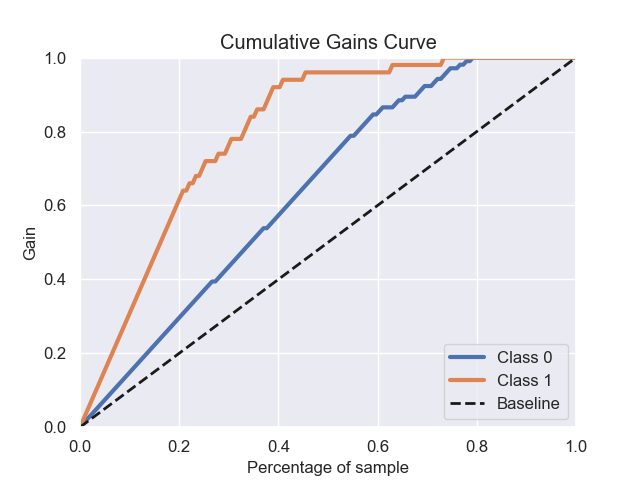 Cumulative Gains Curve
1.0
0.8
0.6
0.4
0.2
0.0
Gain
0.0 0.2 0.4 0.6 0.8 1.0
Percentage of sample
Class 0
Class 1
Baseline